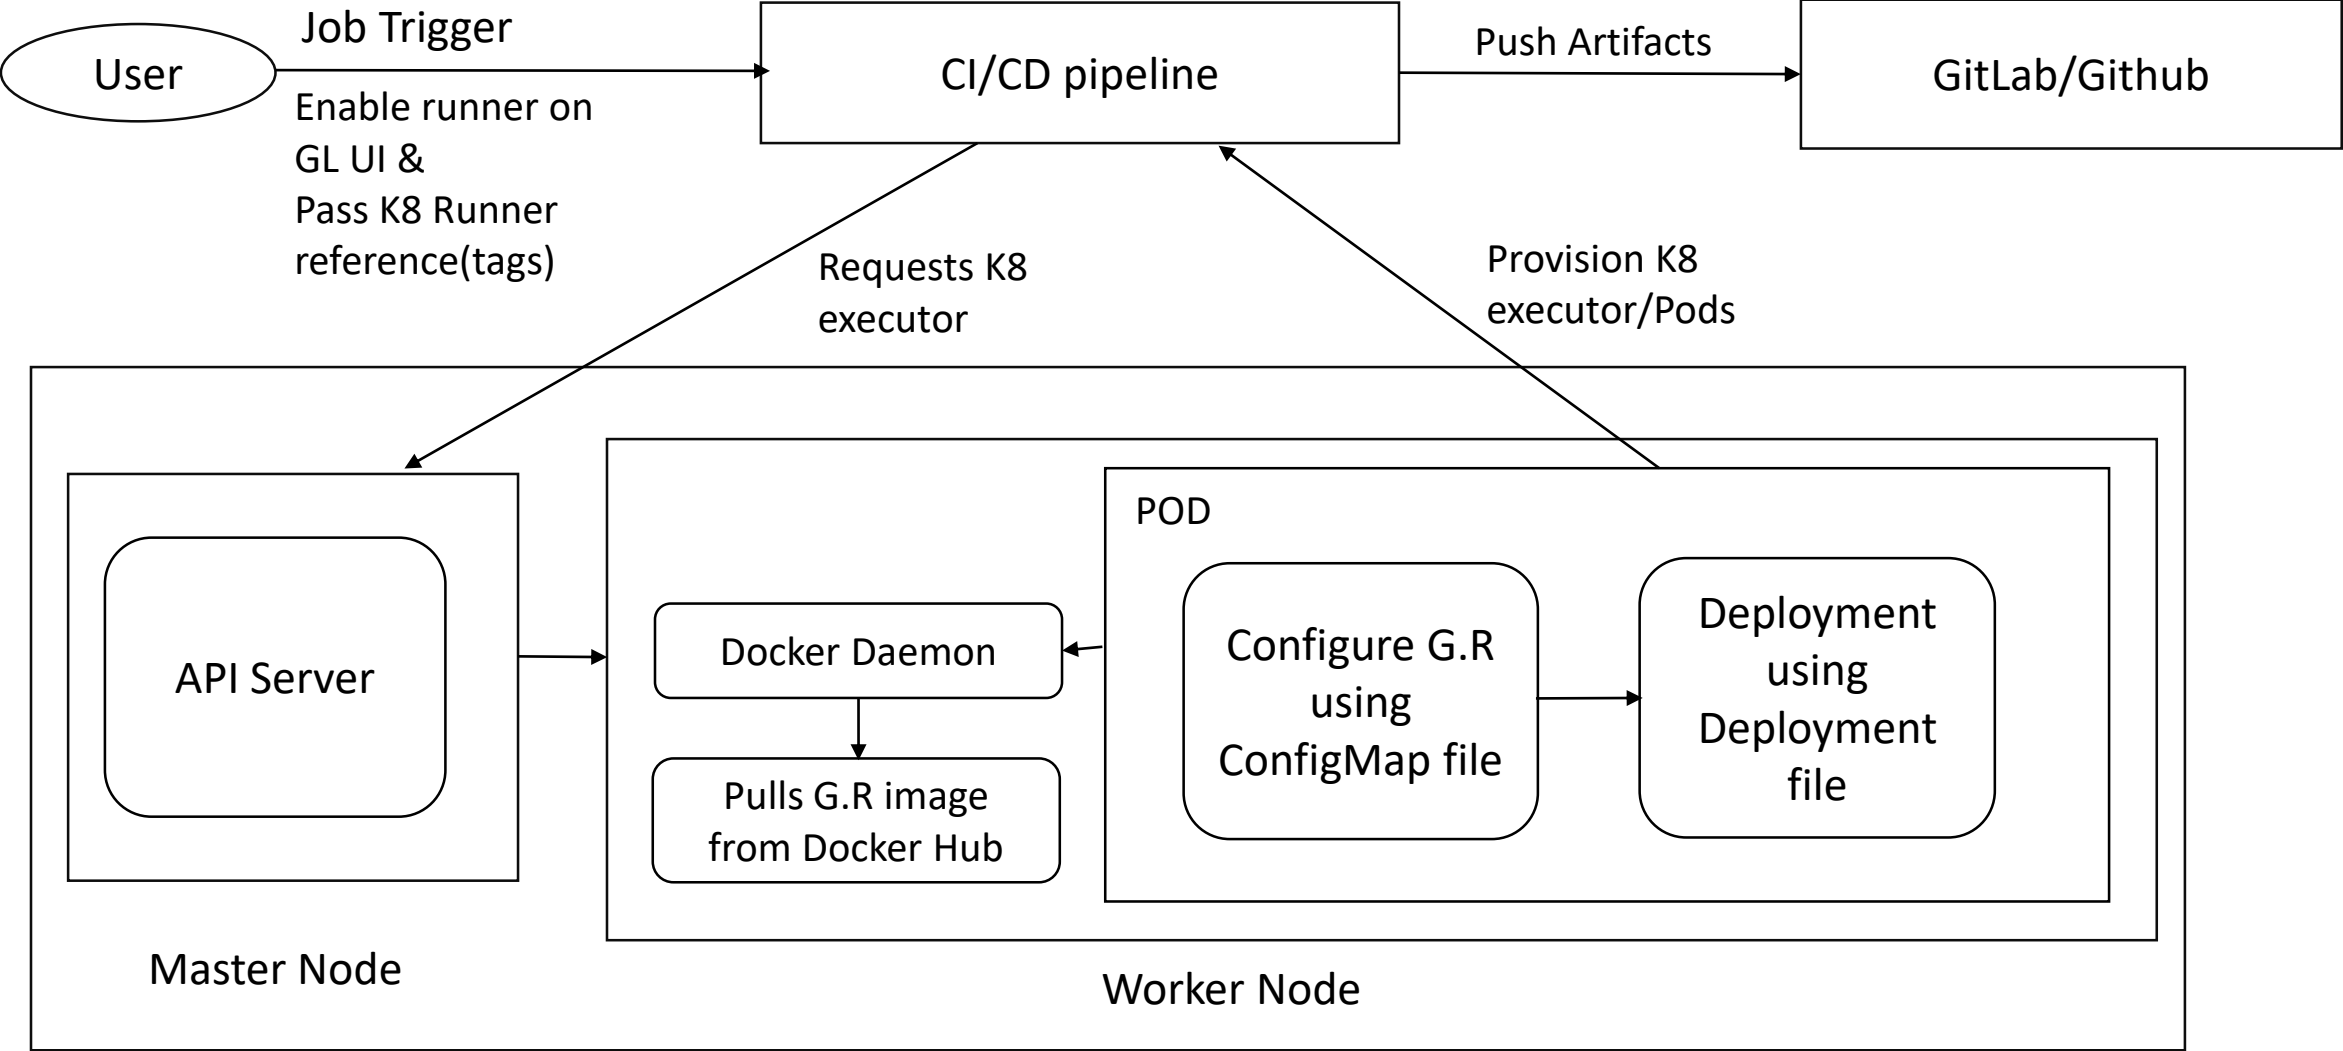 User
Job Trigger
Enable runner on
GL UI &
Pass K8 Runner
reference(tags)
CI/CD pipeline
Push Artifacts
GitLab/Github
Requests K8
executor
Provision K8
executor/Pods
API Server
Master Node
Docker Daemon
Pulls G.R image
from Docker Hub
POD
Configure G.R
using
ConfigMap file
Deployment
using
Deployment
file
Worker Node